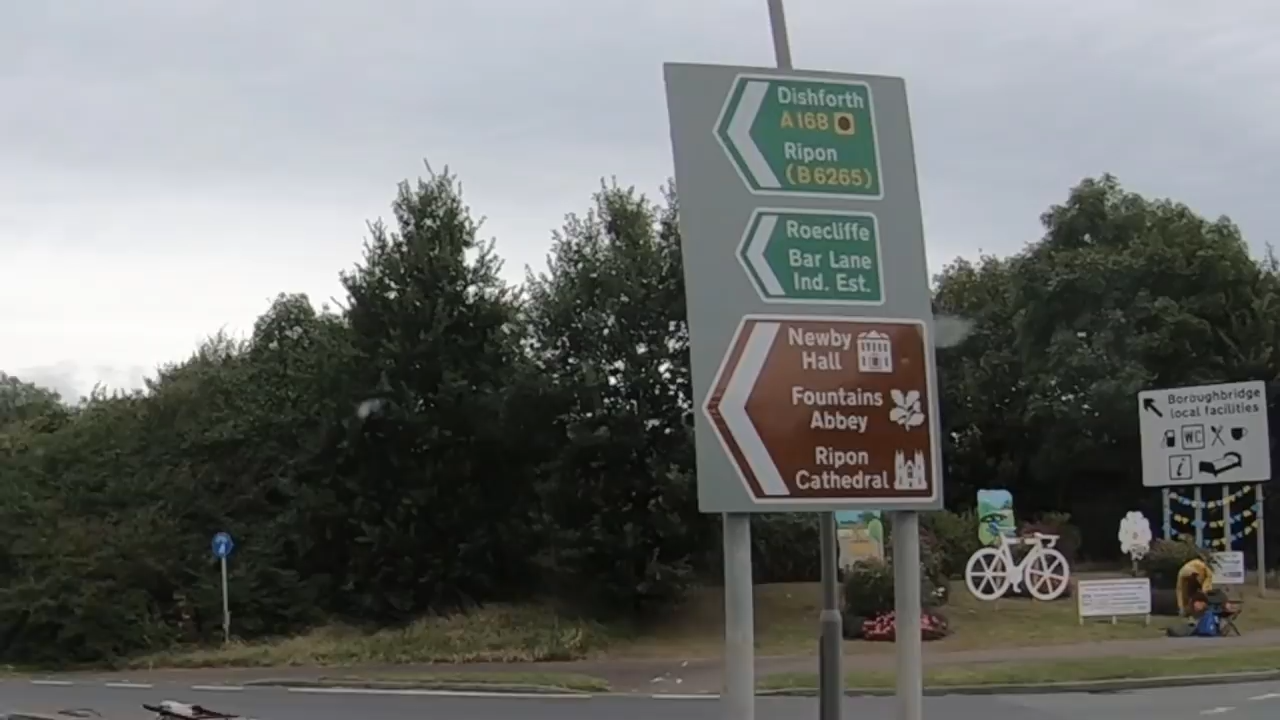 Dishforth
A168
Ripon
(B6265)
Roecliffe
Bar Lane
Ind. Est.
Newby
Hall
Fountains
Abbey
Ripon
Cathedral
Boroughbridge
local facilities
WC
i